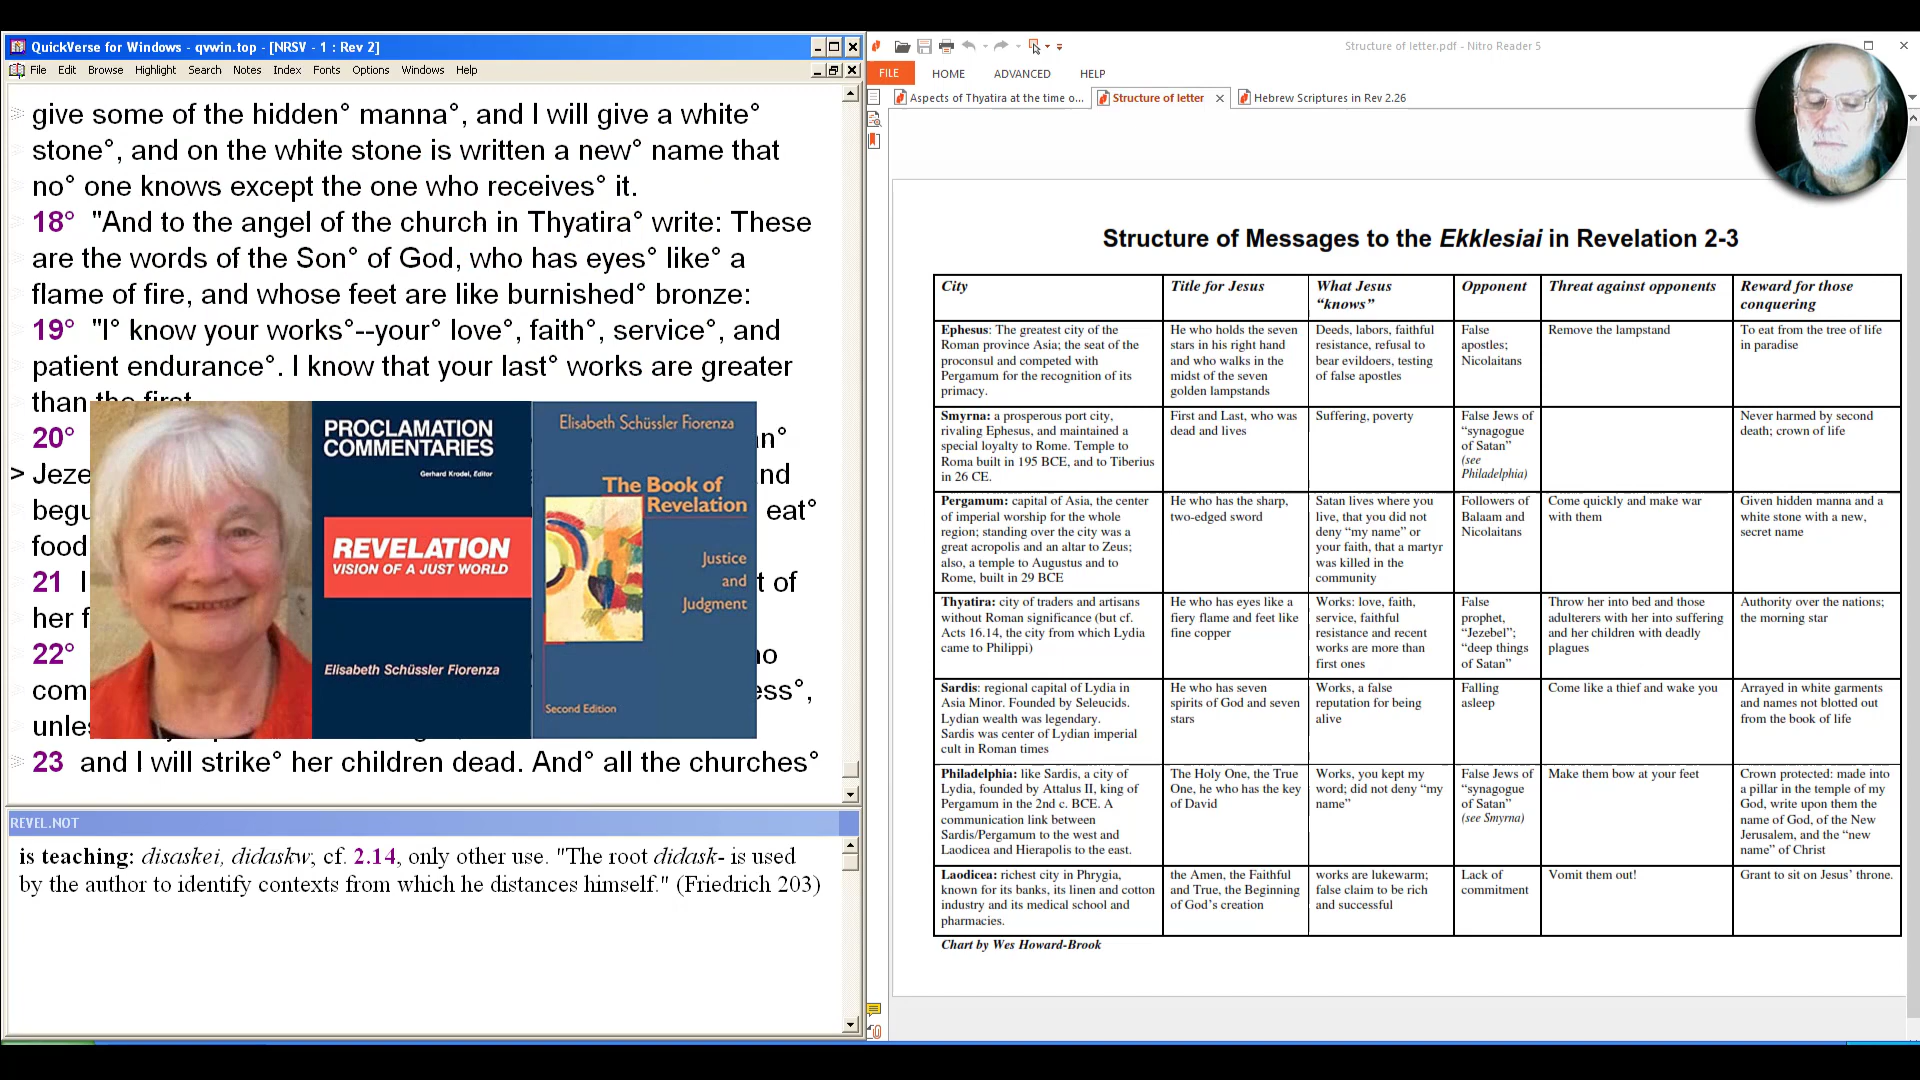 QuickVerse for Windows - qvwin.top - [NRSV - 1 : Rev 2]
File Edit Browse Highlight Search Notes Index Fonts Options Windows Help
give some of the hidden° manna°, and I will give a white°
stone°, and on the white stone is written a new° name that
no° one knows except the one who receives° it.
18° "And to the angel of the church in Thyatira° write: These
are the words of the Son° of God, who has eyes° like° a
flame of fire, and whose feet are like burnished° bronze:
19° "I° know your works°--your° love°, faith°, service°, and
patient endurance°. I know that your last° works are greater
than the first.
20° an°
> Jeze nd
begu eat°
food
21 I t of
her f
22° ho
com ess°,
unles
23 and I will strike° her children dead. And° all the churches°
PROCLAMATION
COMMENTARIES
Gerhard Krodel, Editor
REVELATION
VISION OF A JUST WORLD
Elisabeth Schüssler Fiorenza
Elisabeth Schüssler Fiorenza
The Book of
Revelation
Justice
and
Judgment
Second Edition
REVEL.NOT
is teaching: disaskei, didaskw, cf. 2.14, only other use. "The root didask- is used
by the author to identify contexts from which he distances himself." (Friedrich 203)
Structure of letter.pdf - Nitro Reader 5
FILE HOME ADVANCED HELP
Aspects of Thyatira at the time o... Structure of letter Hebrew Scriptures in Rev 2.26
Structure of Messages to the Ekklesiai in Revelation 2-3
City
Title for Jesus
What Jesus
“knows”
Opponent
Threat against opponents
Reward for those
conquering
Ephesus: The greatest city of the
Roman province Asia; the seat of the
proconsul and competed with
Pergamum for the recognition of its
primacy.
He who holds the seven
stars in his right hand
and who walks in the
midst of the seven
golden lampstands
Deeds, labors, faithful
resistance, refusal to
bear evildoers, testing
of false apostles
False
apostles;
Nicolaitans
Remove the lampstand
To eat from the tree of life
in paradise
Smyrna: a prosperous port city,
rivaling Ephesus, and maintained a
special loyalty to Rome. Temple to
Roma built in 195 BCE, and to Tiberius
in 26 CE.
First and Last, who was
dead and lives
Suffering, poverty
False Jews of
“synagogue
of Satan”
(see
Philadelphia)
Never harmed by second
death; crown of life
Pergamum: capital of Asia, the center
of imperial worship for the whole
region; standing over the city was a
great acropolis and an altar to Zeus;
also, a temple to Augustus and to
Rome, built in 29 BCE
He who has the sharp,
two-edged sword
Satan lives where you
live, that you did not
deny “my name” or
your faith, that a martyr
was killed in the
community
Followers of
Balaam and
Nicolaitans
Come quickly and make war
with them
Given hidden manna and a
white stone with a new,
secret name
Thyatira: city of traders and artisans
without Roman significance (but cf.
Acts 16.14, the city from which Lydia
came to Philippi)
He who has eyes like a
fiery flame and feet like
fine copper
Works: love, faith,
service, faithful
resistance and recent
works are more than
first ones
False
prophet,
“Jezebel”;
“deep things
of Satan”
Throw her into bed and those
adulterers with her into suffering
and her children with deadly
plagues
Authority over the nations;
the morning star
Sardis: regional capital of Lydia in
Asia Minor. Founded by Seleucids.
Lydian wealth was legendary.
Sardis was center of Lydian imperial
cult in Roman times
He who has seven
spirits of God and seven
stars
Works, a false
reputation for being
alive
Falling
asleep
Come like a thief and wake you
Arrayed in white garments
and names not blotted out
from the book of life
Philadelphia: like Sardis, a city of
Lydia, founded by Attalus II, king of
Pergamum in the 2nd c. BCE. A
communication link between
Sardis/Pergamum to the west and
Laodicea and Hierapolis to the east.
The Holy One, the True
One, he who has the key
of David
Works, you kept my
word; did not deny “my
name”
False Jews of
“synagogue
of Satan”
(see Smyrna)
Make them bow at your feet
Crown protected: made into
a pillar in the temple of my
God, write upon them the
name of God, of the New
Jerusalem, and the “new
name” of Christ
Laodicea: richest city in Phrygia,
known for its banks, its linen and cotton
industry and its medical school and
pharmacies.
the Amen, the Faithful
and True, the Beginning
of God’s creation
works are lukewarm;
false claim to be rich
and successful
Lack of
commitment
Vomit them out!
Grant to sit on Jesus’ throne.
Chart by Wes Howard-Brook